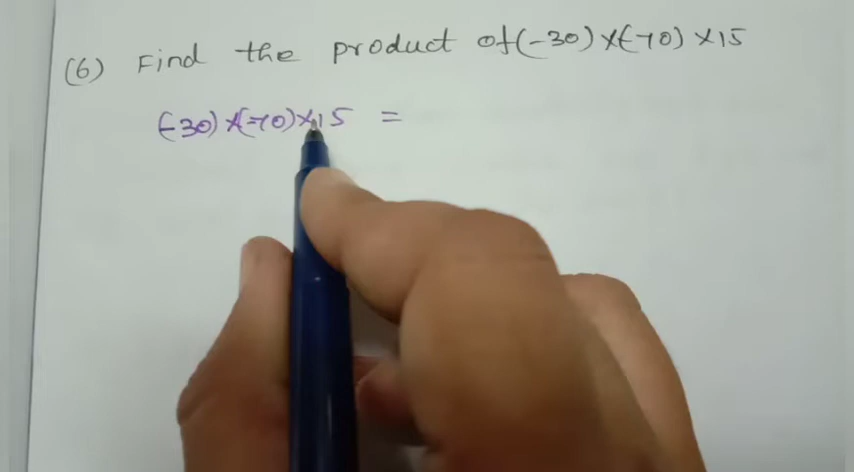 (6) Find the product of (-30) × (-70) × 15
(-30) × (-70) × 15 =